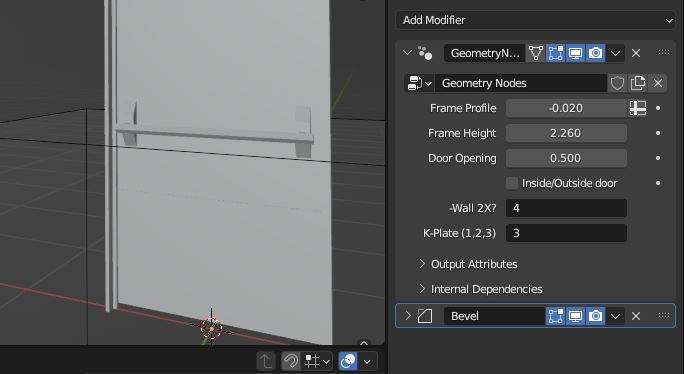 Add Modifier
GeometryN...
Geometry Nodes
Frame Profile -0.020
Frame Height 2.260
Door Opening 0.500
Inside/Outside door
-Wall 2X? 4
K-Plate (1,2,3) 3
Output Attributes
Internal Dependencies
Bevel